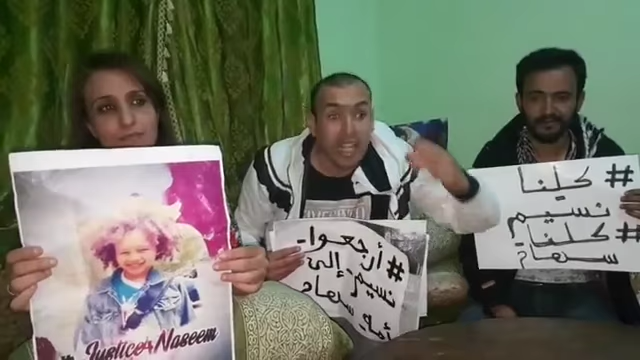 #Justice4Naseem
#أرجعوا
نسيم إلى
أمه سهام
#كلنا
نسيم
#كلنا
سهام